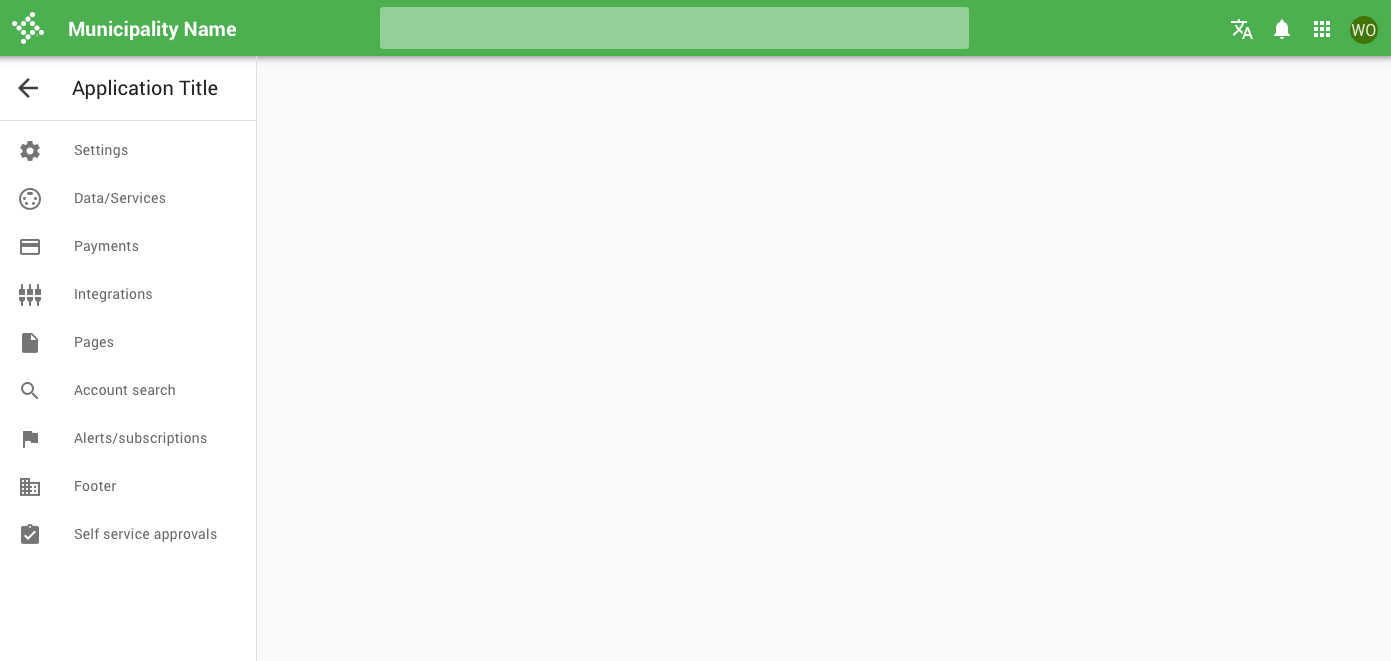 Municipality Name
WO
Application Title
Settings
Data/Services
Payments
Integrations
Pages
Account search
Alerts/subscriptions
Footer
Self service approvals